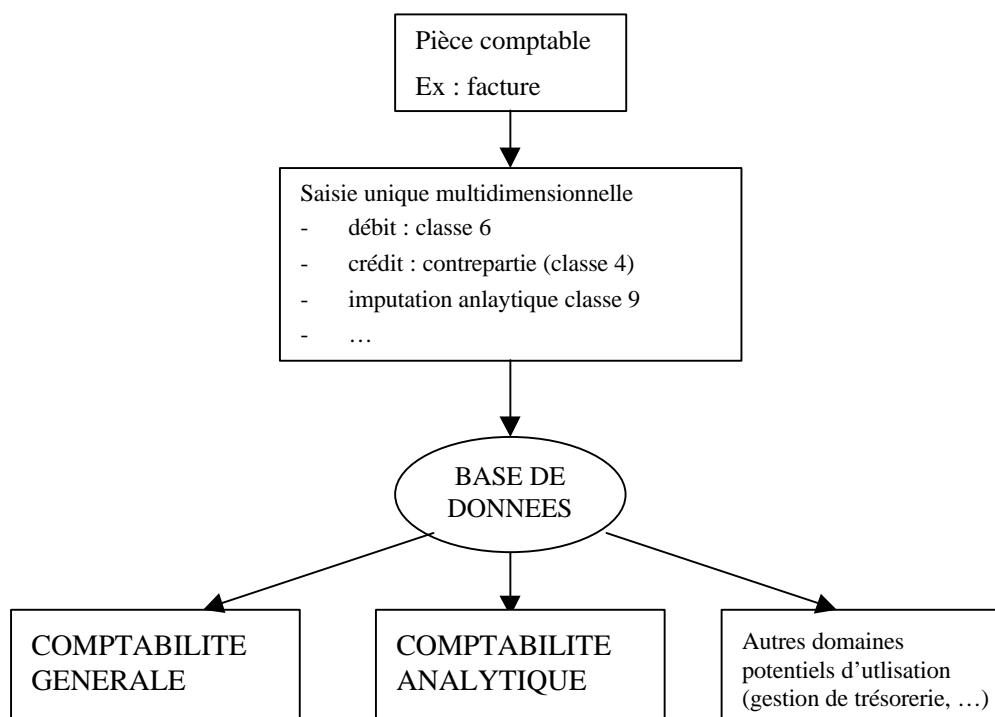 Pièce comptable
Ex : facture
Saisie unique multidimensionnelle
- débit : classe 6
- crédit : contrepartie (classe 4)
- imputation anlaytique classe 9
- …
BASE DE
DONNEES
COMPTABILITE
GENERALE
COMPTABILITE
ANALYTIQUE
Autres domaines
potentiels d’utlisation
(gestion de trésorerie, …)